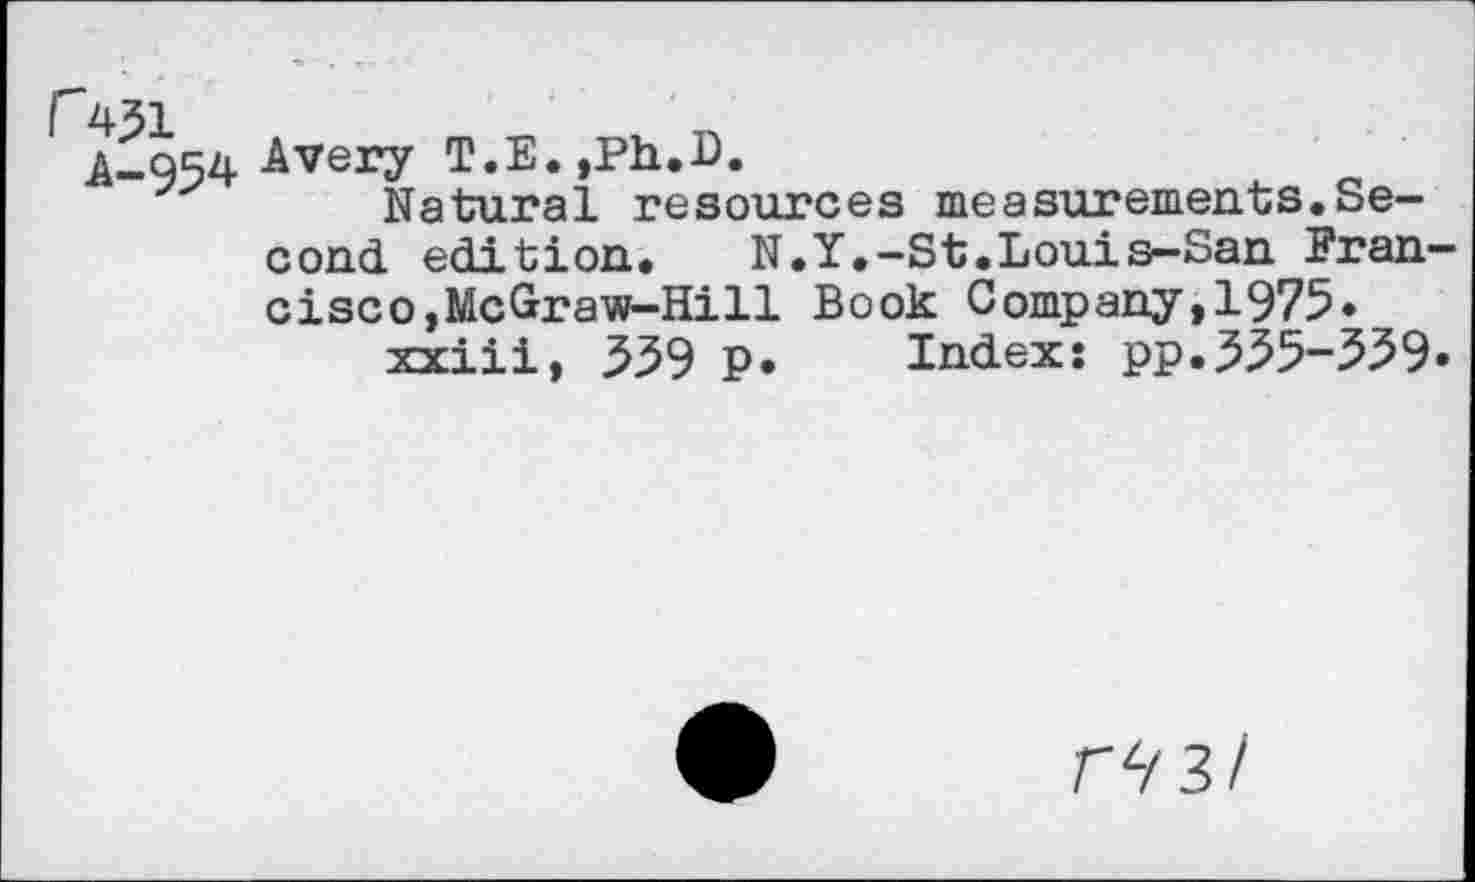 Г431
A-954 Avery T.E.,Ph.D.
Natural resources measurements.Se-
cond edition. N.Y.-St.Louis-San Fran-
cisco,McGraw-Hill Book Company,1975.
xxiii, 339 p. Index: pp.335-339.
Г431